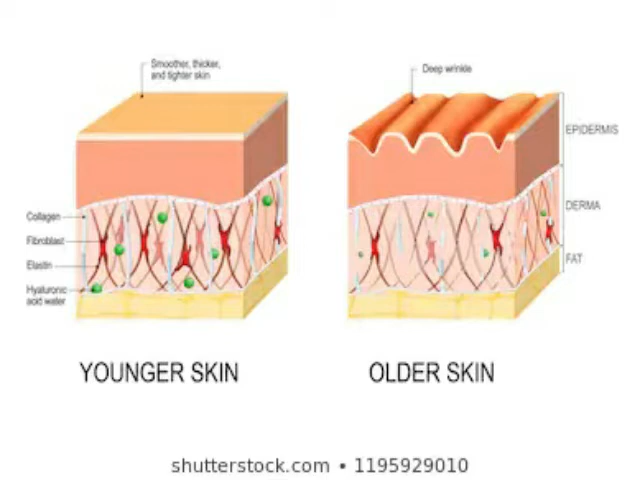 Smoother, thicker,
and tighter skin
Deep wrinkle
EPIDERMIS
DERMA
FAT
Collagen
Fibroblast
Elastin
Hyaluronic
acid water
YOUNGER SKIN
OLDER SKIN
shutterstock.com • 1195929010